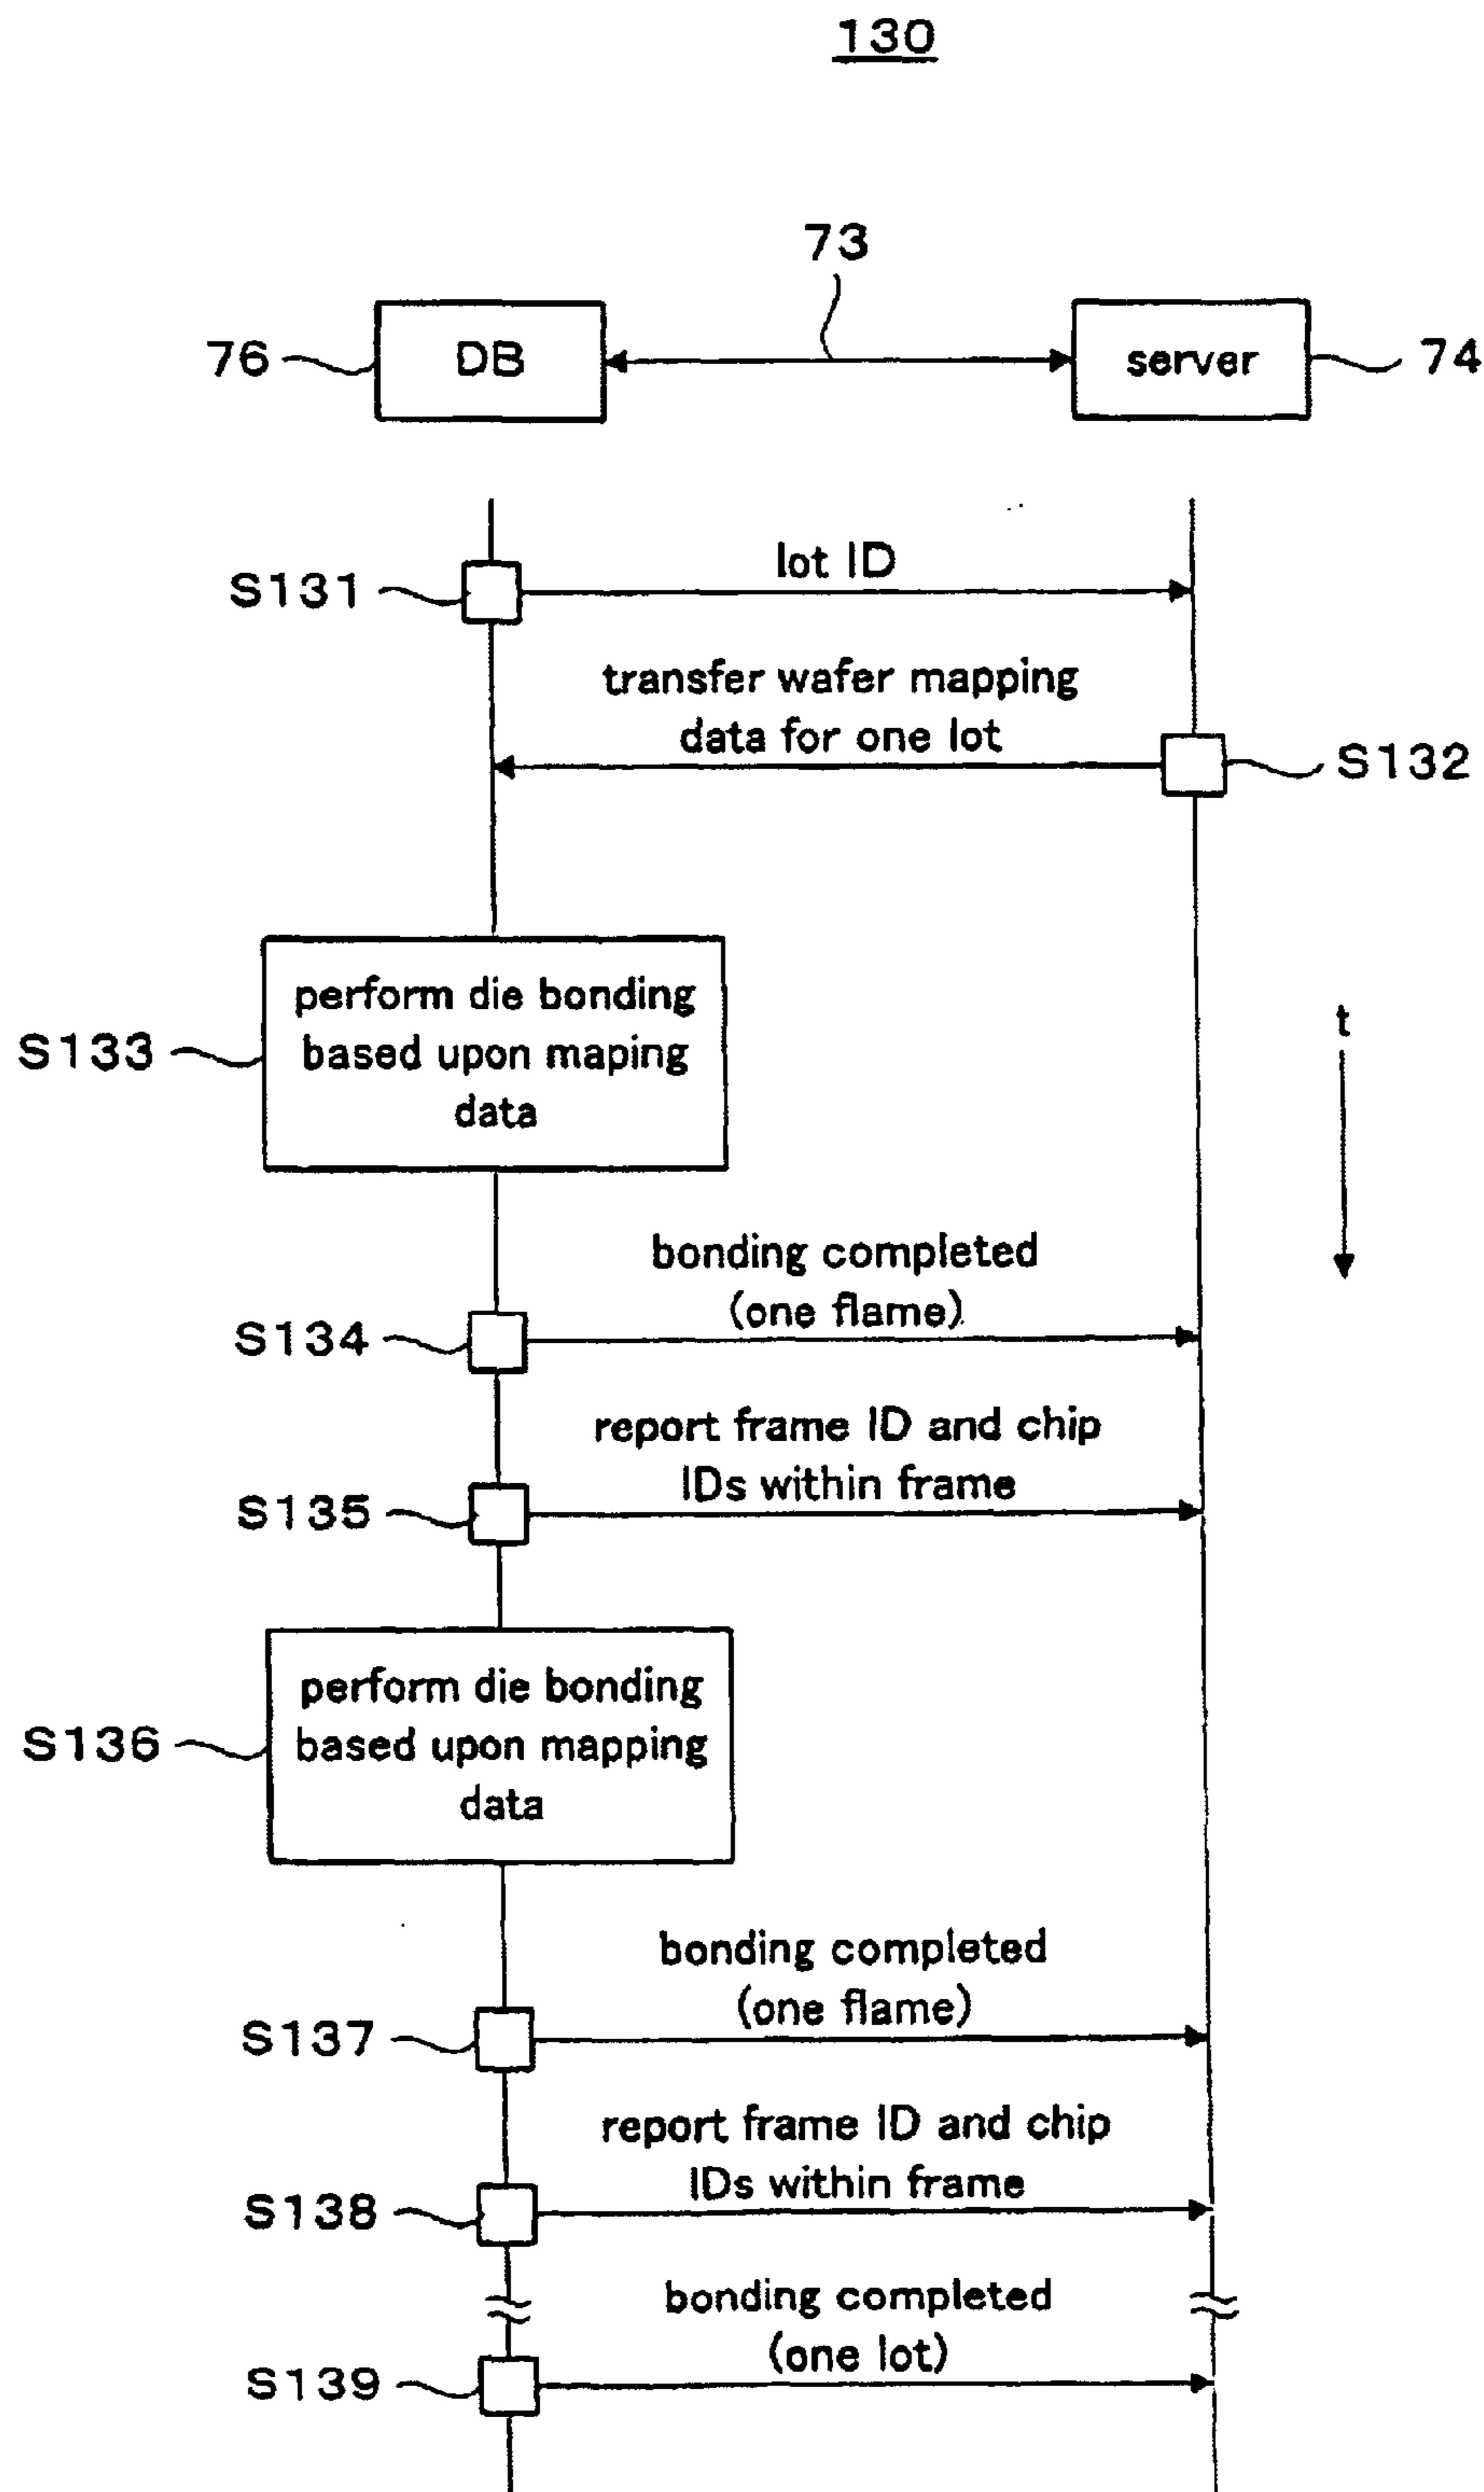 130
73
76
DB
server
74
S131
lot ID
transfer wafer mapping
data for one lot
S132
perform die bonding
based upon maping
data
S133
t
bonding completed
(one flame)
S134
report frame ID and chip
IDs within frame
S135
perform die bonding
based upon mapping
data
S136
bonding completed
(one flame)
S137
report frame ID and chip
IDs within frame
S138
bonding completed
(one lot)
S139